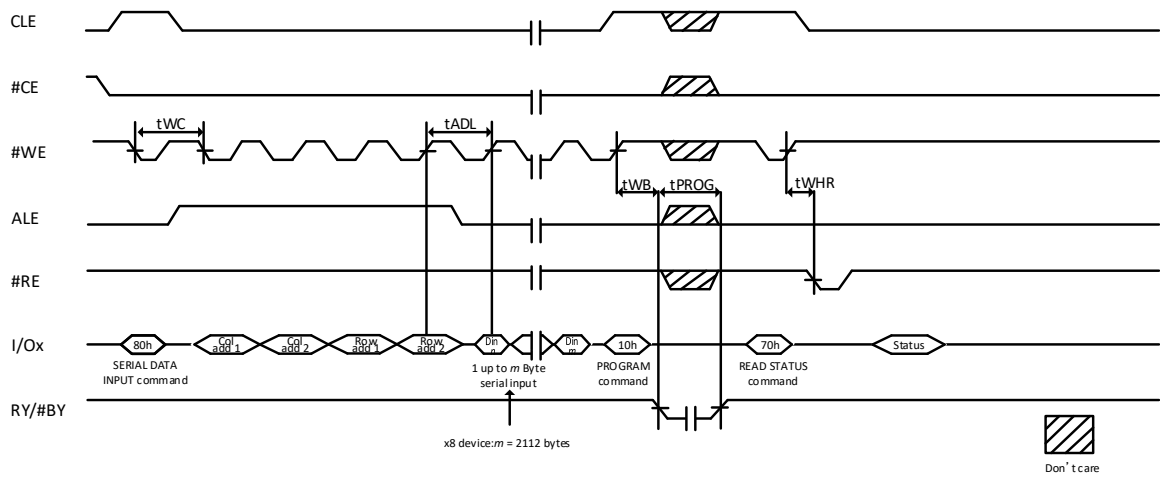 CLE
#CE
tWC
tADL
#WE
tWB
tPROG
tWHR
ALE
#RE
I/Ox
80h
Col
add 1
Col
add 2
Row
add 1
Row
add 2
Din
n
Din
m
10h
70h
Status
SERIAL DATA
INPUT command
1 up to m Byte
serial input
PROGRAM
command
READ STATUS
command
RY/#BY
x8 device:m = 2112 bytes
Don't care